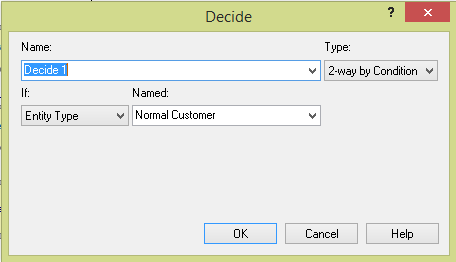 Decide
?
Name:
Type:
Decide 1
2-way by Condition
If:
Named:
Entity Type
Normal Customer
OK
Cancel
Help